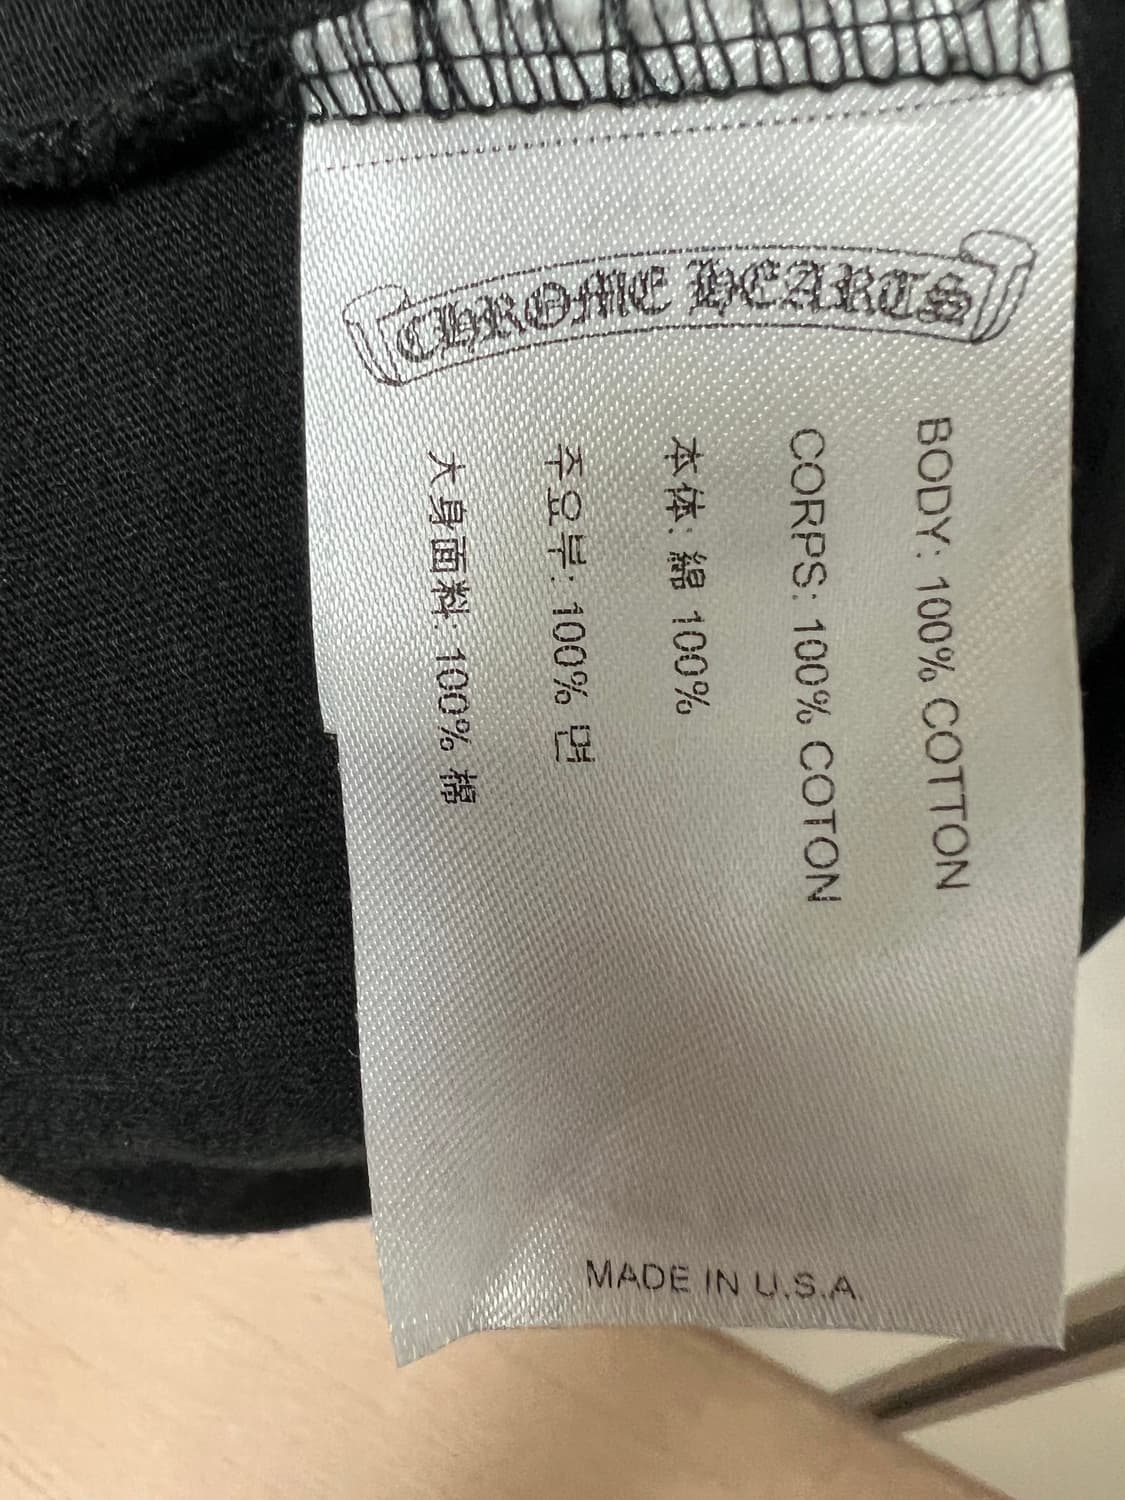 CHROME HEARTS
BODY: 100% COTTON
CORPS: 100% COTON
本体: 綿 100%
주요부: 100% 면
大身面料: 100% 棉
MADE IN U.S.A.